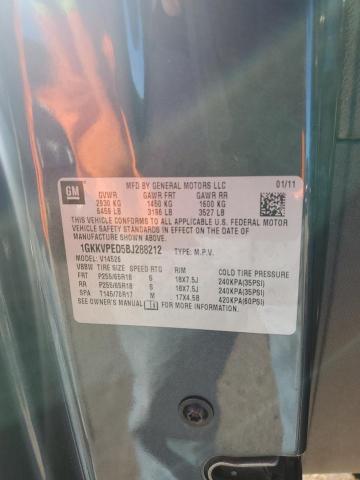 GM
MFD BY GENERAL MOTORS LLC 01/11
GVWR GAWR FRT GAWR RR
2930 KG 1450 KG 1600 KG
6459 LB 3196 LB 3527 LB
THIS VEHICLE CONFORMS TO ALL APPLICABLE U.S. FEDERAL MOTOR
VEHICLE SAFETY STANDARDS IN EFFECT ON THE DATE OF
MANUFACTURE SHOWN ABOVE.
1GKKVPED5BJ288212 TYPE: M.P.V.
MODEL: V14526
TIRE SIZE SPEED RTG RIM COLD TIRE PRESSURE
FRT P255/65R18 S 18X7.5J 240KPA(35PSI)
RR P255/65R18 S 18X7.5J 240KPA(35PSI)
SPA T145/70R17 M 17X4.5B 420KPA(60PSI)
SEE OWNER'S MANUAL FOR MORE INFORMATION